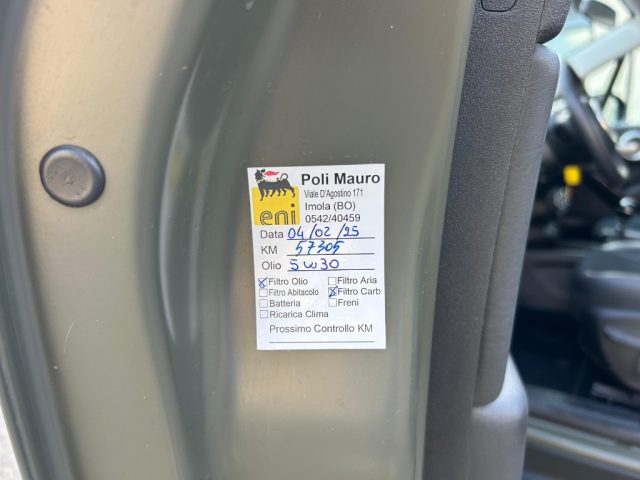 Poli Mauro
Viale D'Agostino 171
Imola (BO)
0542/40459
eni
Data 04/02/25
KM 57305
Olio 5w30
Filtro Olio Filtro Aria
Filtro Abitacolo Filtro Carb
Batteria Freni
Ricarica Clima
Prossimo Controllo KM